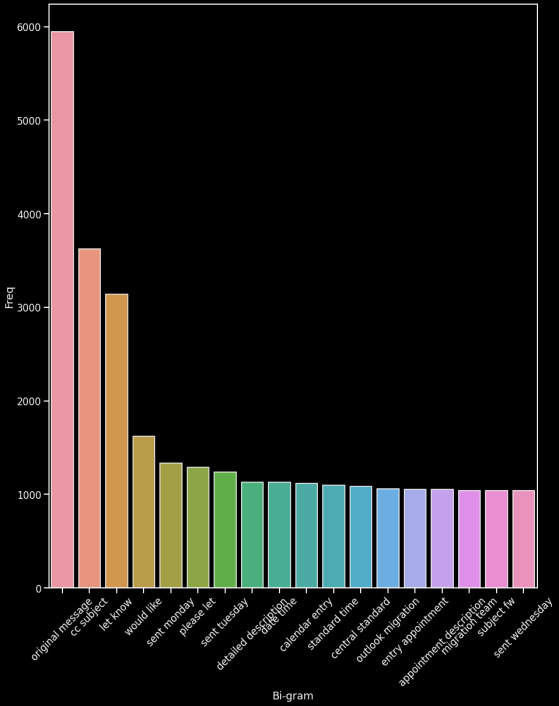 6000
5000
4000
3000
2000
1000
0
Freq
original message
cc subject
let know
would like
sent monday
please let
sent tuesday
detailed description
date time
calendar entry
standard time
central standard
outlook migration
entry appointment
appointment description
migration team
subject fw
sent wednesday
Bi-gram